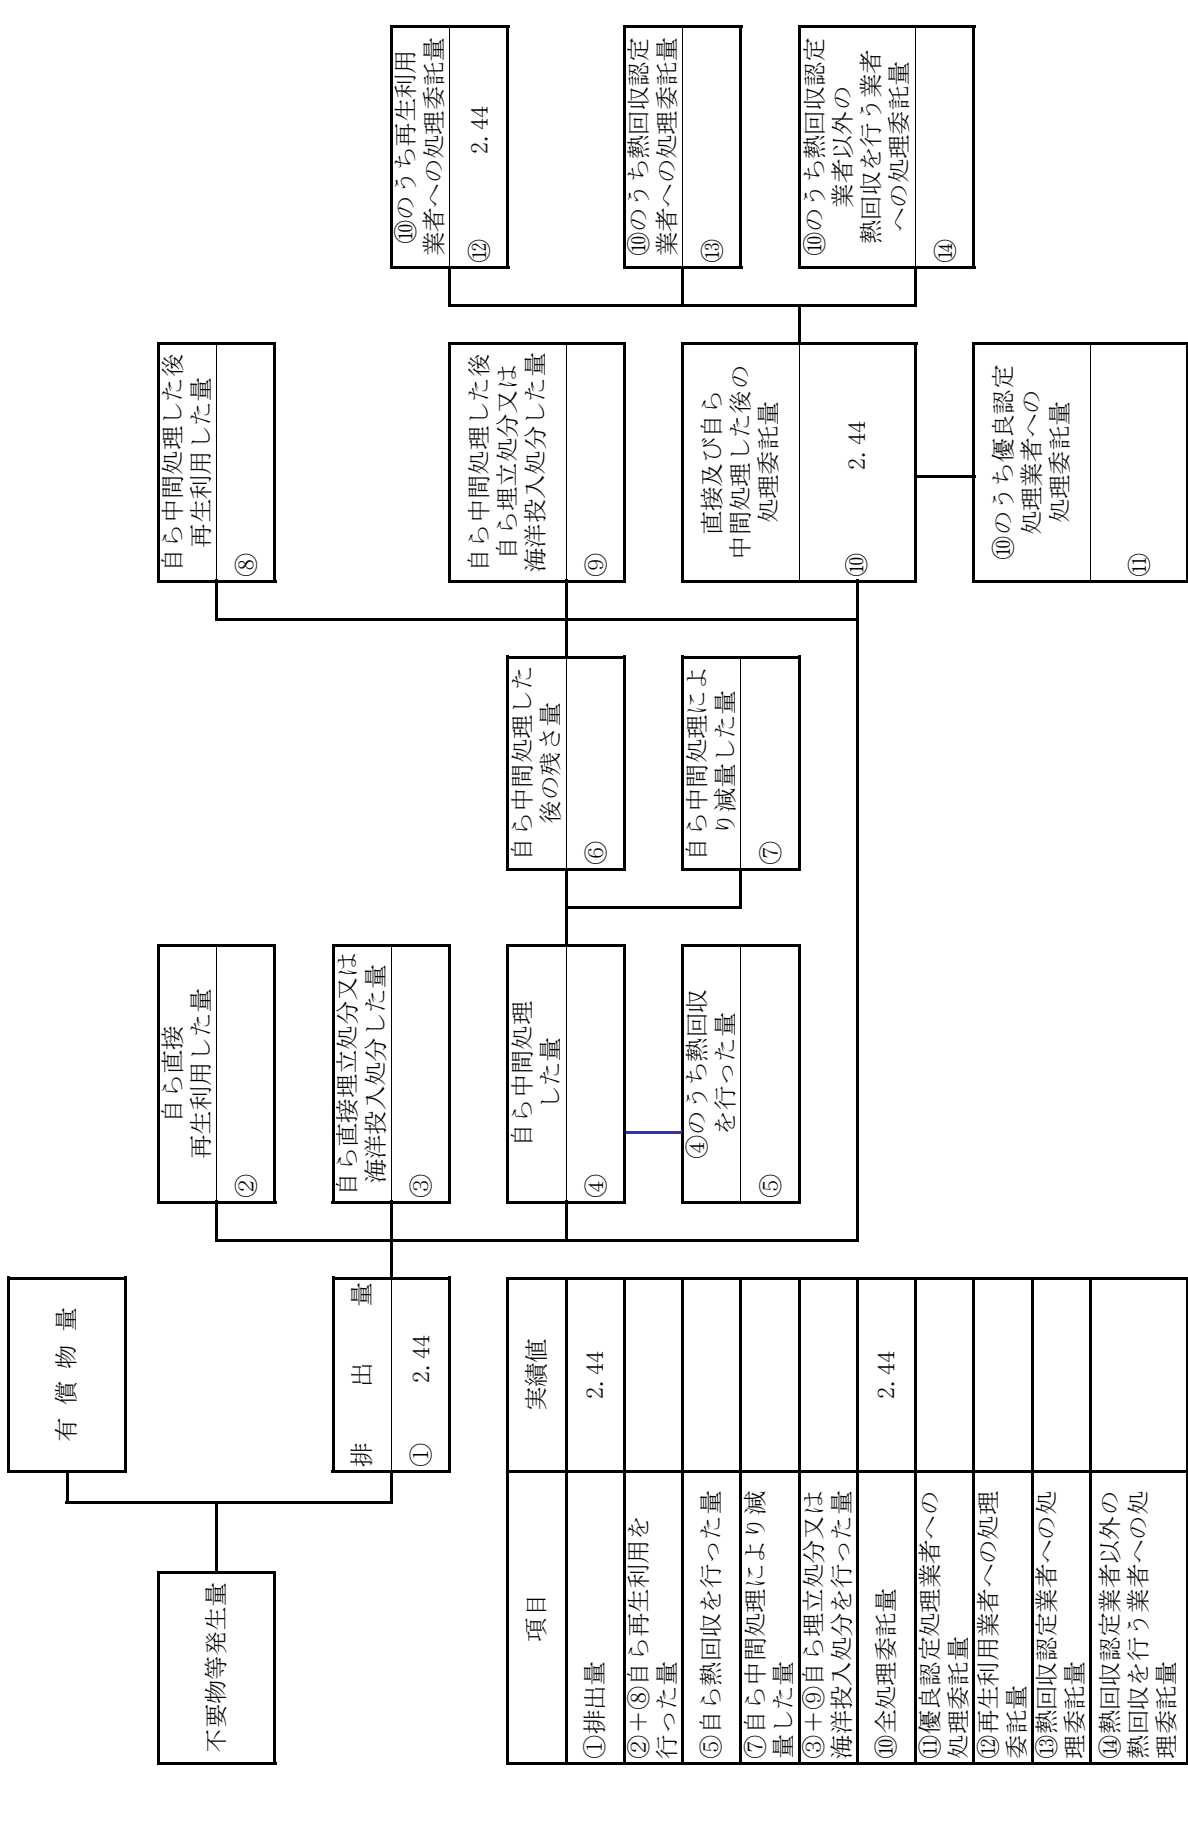 有償物量
不要物等発生量
排出量
①
2.44
自ら直接
再生利用した量
②
自ら直接埋立処分又は
海洋投入処分した量
③
自ら中間処理
した量
④
④のうち熱回収
を行った量
⑤
自ら中間処理した
後の残さ量
⑥
自ら中間処理によ
り減量した量
⑦
自ら中間処理した後
再生利用した量
⑧
自ら中間処理した後
自ら埋立処分又は
海洋投入処分した量
⑨
直接及び自ら
中間処理した後の
処理委託量
⑩
2.44
⑩のうち優良認定
処理業者への
処理委託量
⑪
⑩のうち再生利用
業者への処理委託量
⑫
2.44
⑩のうち熱回収認定
業者への処理委託量
⑬
⑩のうち熱回収認定
業者以外の
熱回収を行う業者
への処理委託量
⑭
項目
実績値
①排出量
2.44
②＋⑧自ら再生利用を
行った量
⑤自ら熱回収を行った量
⑦自ら中間処理により減
量した量
③＋⑨自ら埋立処分又は
海洋投入処分を行った量
⑩全処理委託量
2.44
⑪優良認定処理業者への
処理委託量
⑫再生利用業者への処理
委託量
⑬熱回収認定業者への処
理委託量
⑭熱回収認定業者以外の
熱回収を行う業者への処
理委託量